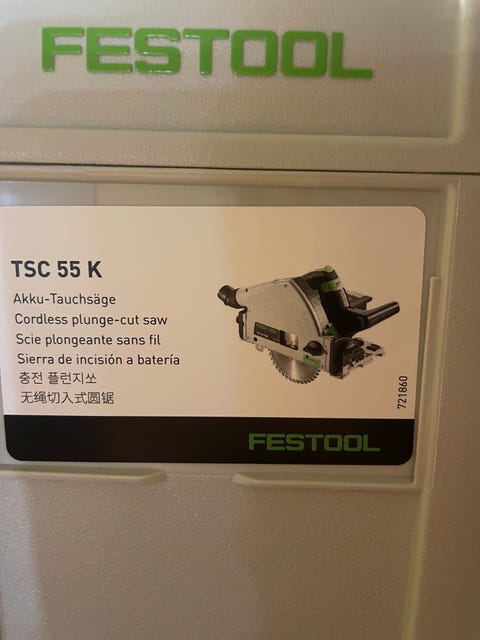 FESTOOL
TSC 55 K
Akku-Tauchsäge
Cordless plunge-cut saw
Scie plongeante sans fil
Sierra de incisión a batería
충전 플런지쏘
无绳切入式圆锯
FESTOOL
721860
FESTOOL